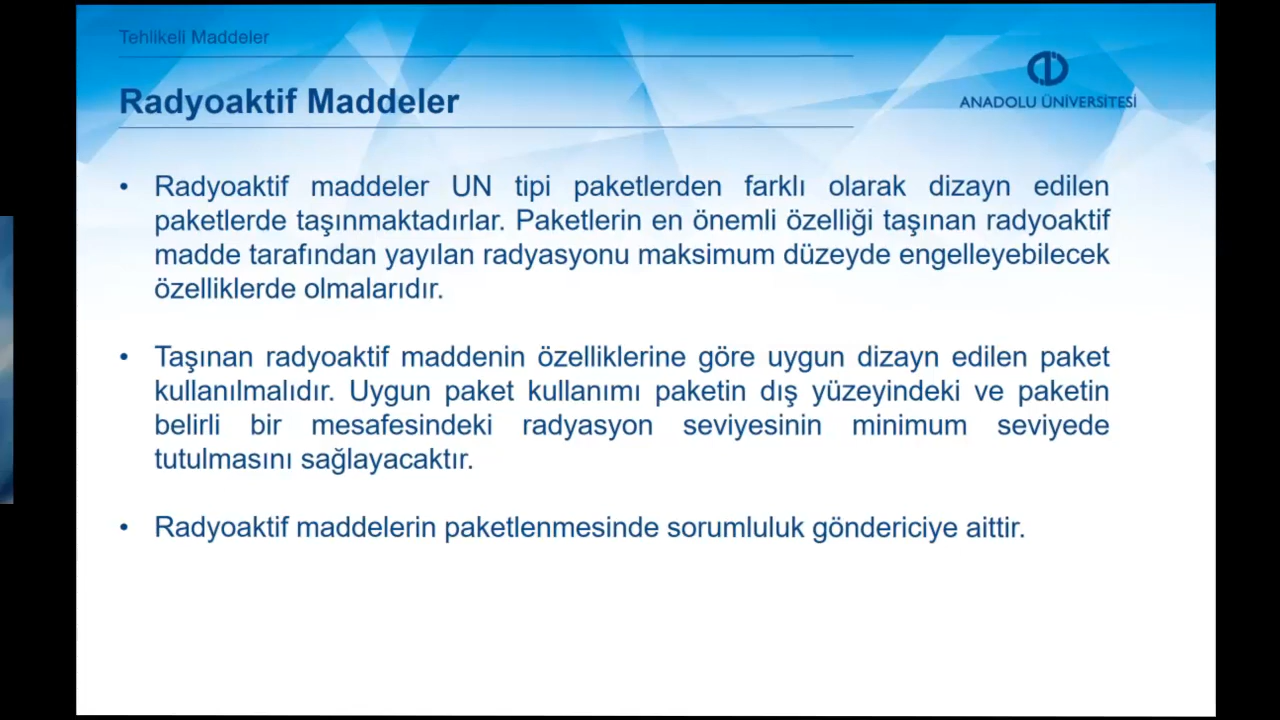 Tehlikeli Maddeler
Radyoaktif Maddeler
ANADOLU ÜNİVERSİTESİ
• Radyoaktif maddeler UN tipi paketlerden farklı olarak dizayn edilen
paketlerde taşınmaktadırlar. Paketlerin en önemli özelliği taşınan radyoaktif
madde tarafından yayılan radyasyonu maksimum düzeyde engelleyebilecek
özelliklerde olmalarıdır.
• Taşınan radyoaktif maddenin özelliklerine göre uygun dizayn edilen paket
kullanılmalıdır. Uygun paket kullanımı paketin dış yüzeyindeki ve paketin
belirli bir mesafesindeki radyasyon seviyesinin minimum seviyede
tutulmasını sağlayacaktır.
• Radyoaktif maddelerin paketlenmesinde sorumluluk göndericiye aittir.